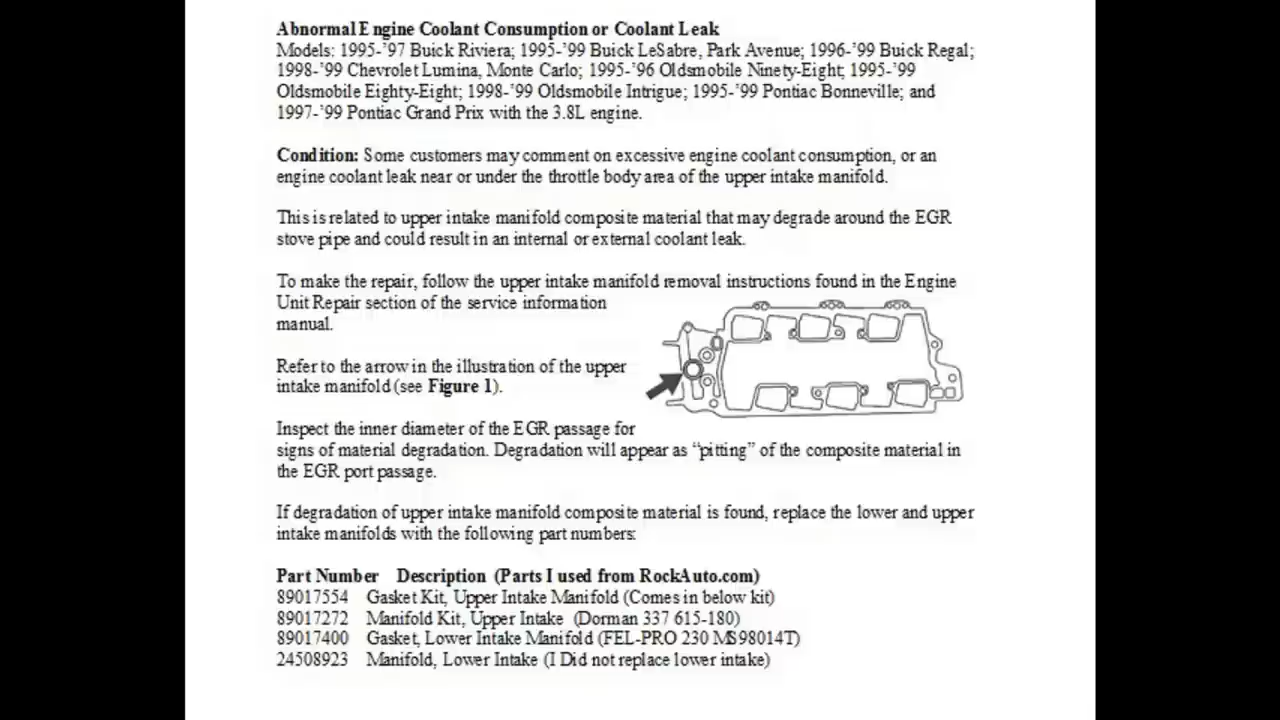 Abnormal Engine Coolant Consumption or Coolant Leak
Models: 1995-’97 Buick Riviera; 1995-’99 Buick LeSabre, Park Avenue; 1996-’99 Buick Regal;
1998-’99 Chevrolet Lumina, Monte Carlo; 1995-’96 Oldsmobile Ninety-Eight; 1995-’99
Oldsmobile Eighty-Eight; 1998-’99 Oldsmobile Intrigue; 1995-’99 Pontiac Bonneville; and
1997-’99 Pontiac Grand Prix with the 3.8L engine.
Condition: Some customers may comment on excessive engine coolant consumption, or an
engine coolant leak near or under the throttle body area of the upper intake manifold.
This is related to upper intake manifold composite material that may degrade around the EGR
stove pipe and could result in an internal or external coolant leak.
To make the repair, follow the upper intake manifold removal instructions found in the Engine
Unit Repair section of the service information
manual.
Refer to the arrow in the illustration of the upper
intake manifold (see Figure 1).
Inspect the inner diameter of the EGR passage for
signs of material degradation. Degradation will appear as “pitting” of the composite material in
the EGR port passage.
If degradation of upper intake manifold composite material is found, replace the lower and upper
intake manifolds with the following part numbers:
Part Number Description (Parts I used from RockAuto.com)
89017554 Gasket Kit, Upper Intake Manifold (Comes in below kit)
89017272 Manifold Kit, Upper Intake (Dorman 337 615-180)
89017400 Gasket, Lower Intake Manifold (FEL-PRO 230 MS98014T)
24508923 Manifold, Lower Intake (I Did not replace lower intake)